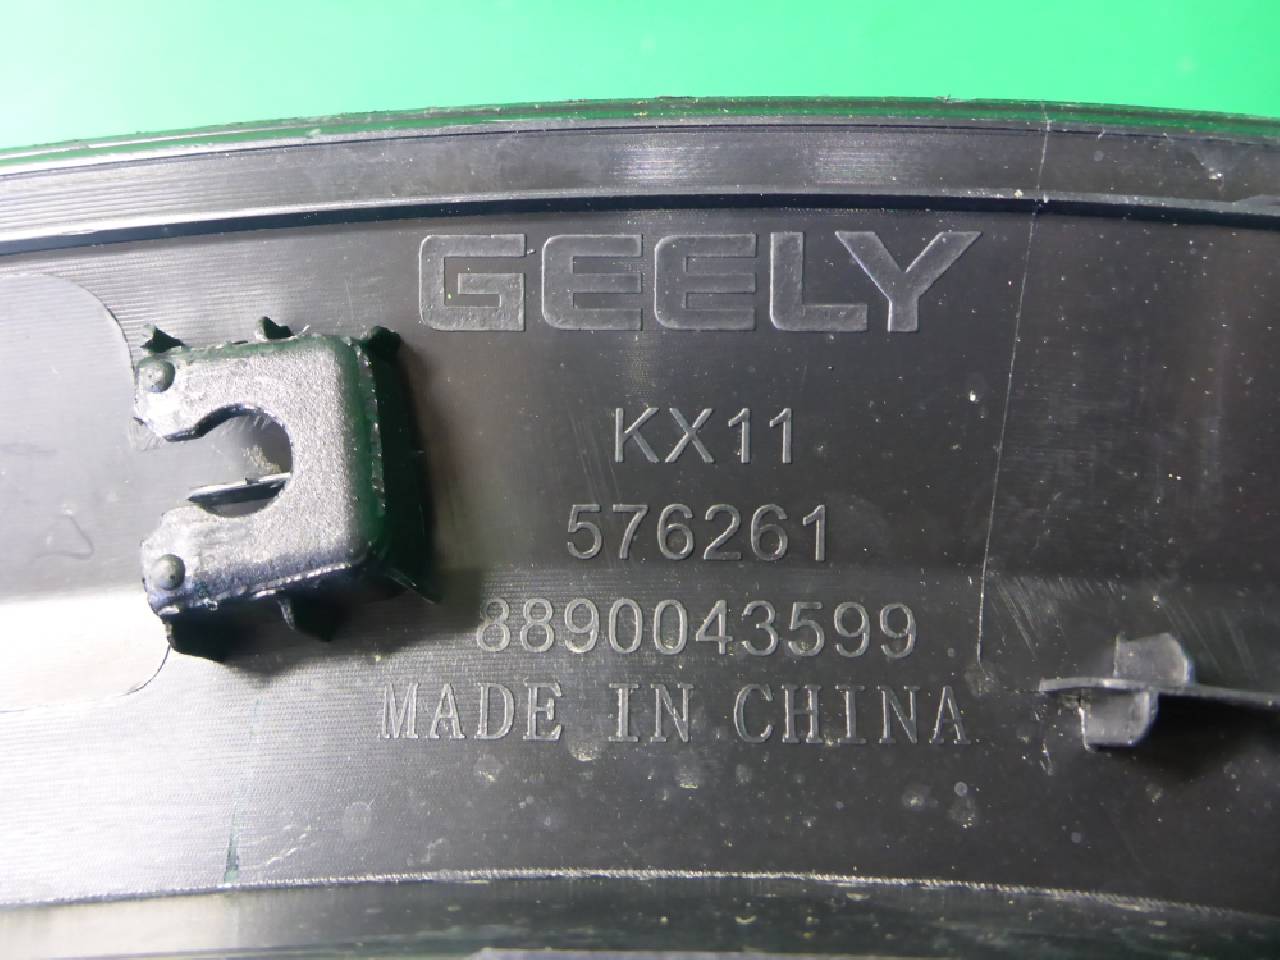 GEELY
KX11
576261
8890043599
MADE IN CHINA